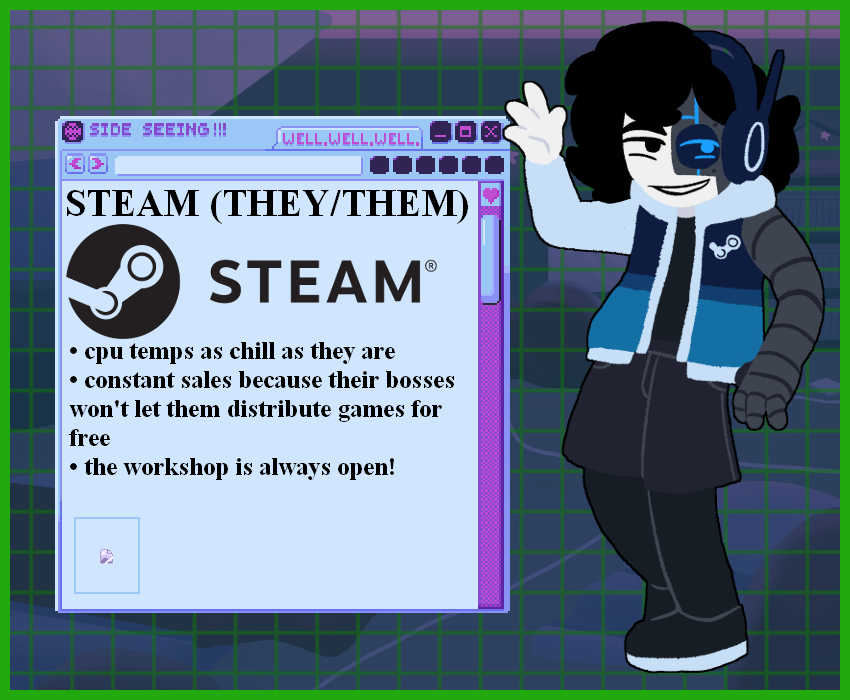 SIDE SEEING!!!
WELL.WELL.WELL.
STEAM (THEY/THEM)
STEAM®
• cpu temps as chill as they are
• constant sales because their bosses
won't let them distribute games for
free
• the workshop is always open!